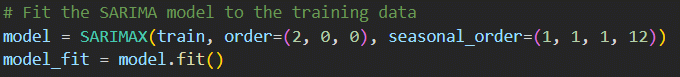 # Fit the SARIMA model to the training data
model = SARIMAX(train, order=(2, 0, 0), seasonal_order=(1, 1, 1, 12))
model_fit = model.fit()